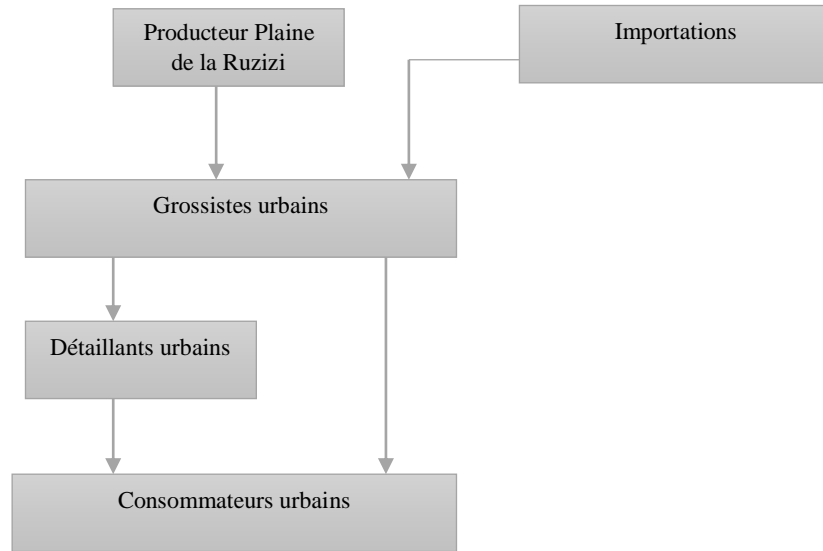 Producteur Plaine
de la Ruzizi
Importations
Grossistes urbains
Détaillants urbains
Consommateurs urbains